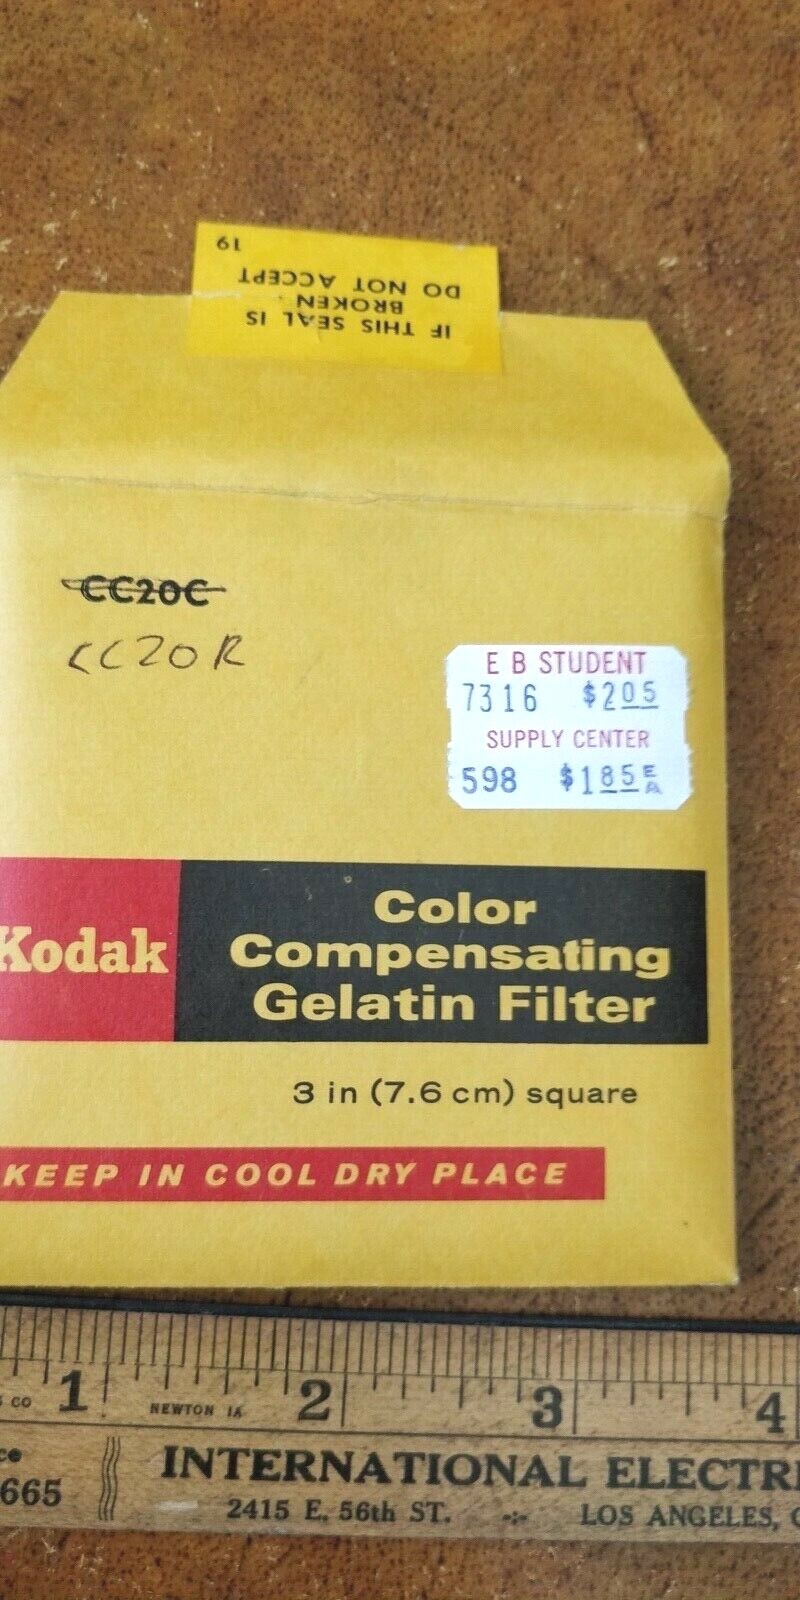 19
IF THIS SEAL IS
BROKEN
DO NOT ACCEPT
CC20C
CC20R
E B STUDENT
7316 $2.05
SUPPLY CENTER
598 $1.85 EA
Kodak
Color
Compensating
Gelatin Filter
3 in (7.6 cm) square
KEEP IN COOL DRY PLACE
1 2 3 4
CO
NEWTON IA
665
INTERNATIONAL ELECTRI
2415 E. 56th ST. -:- LOS ANGELES, C